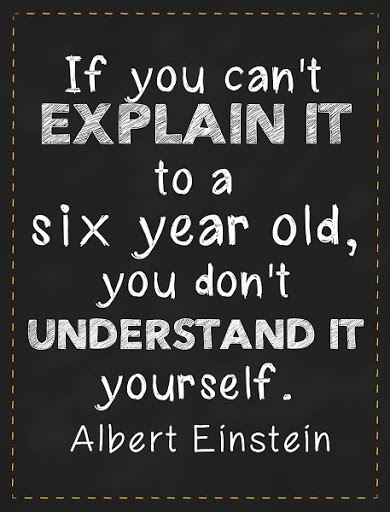 If you can't
EXPLAIN IT
to a
six year old,
you don't
UNDERSTAND IT
yourself.
Albert Einstein